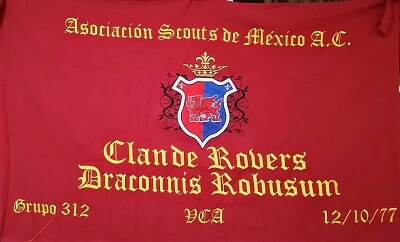 Asociación Scouts de México A.C.
Clan de Rovers
Draconnis Robusum
Grupo 312 VCA 12/10/77